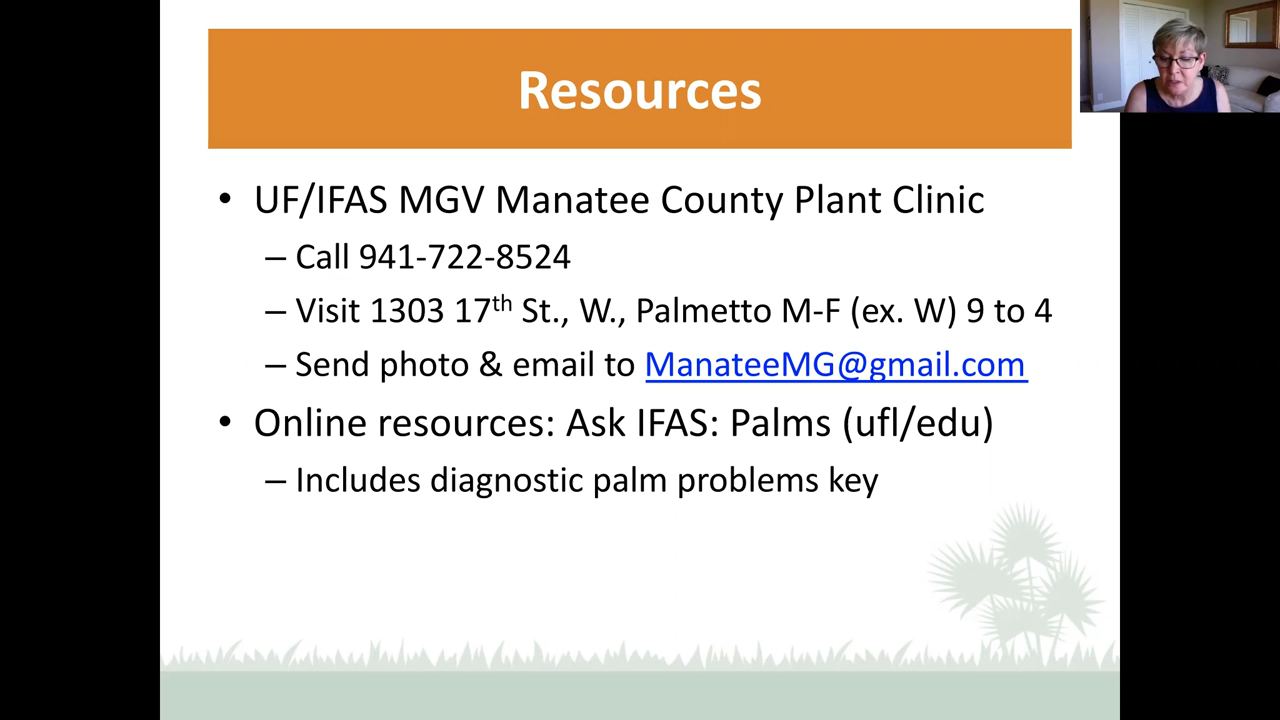 Resources
• UF/IFAS MGV Manatee County Plant Clinic
– Call 941-722-8524
– Visit 1303 17th St., W., Palmetto M-F (ex. W) 9 to 4
– Send photo & email to ManateeMG@gmail.com
• Online resources: Ask IFAS: Palms (ufl/edu)
– Includes diagnostic palm problems key